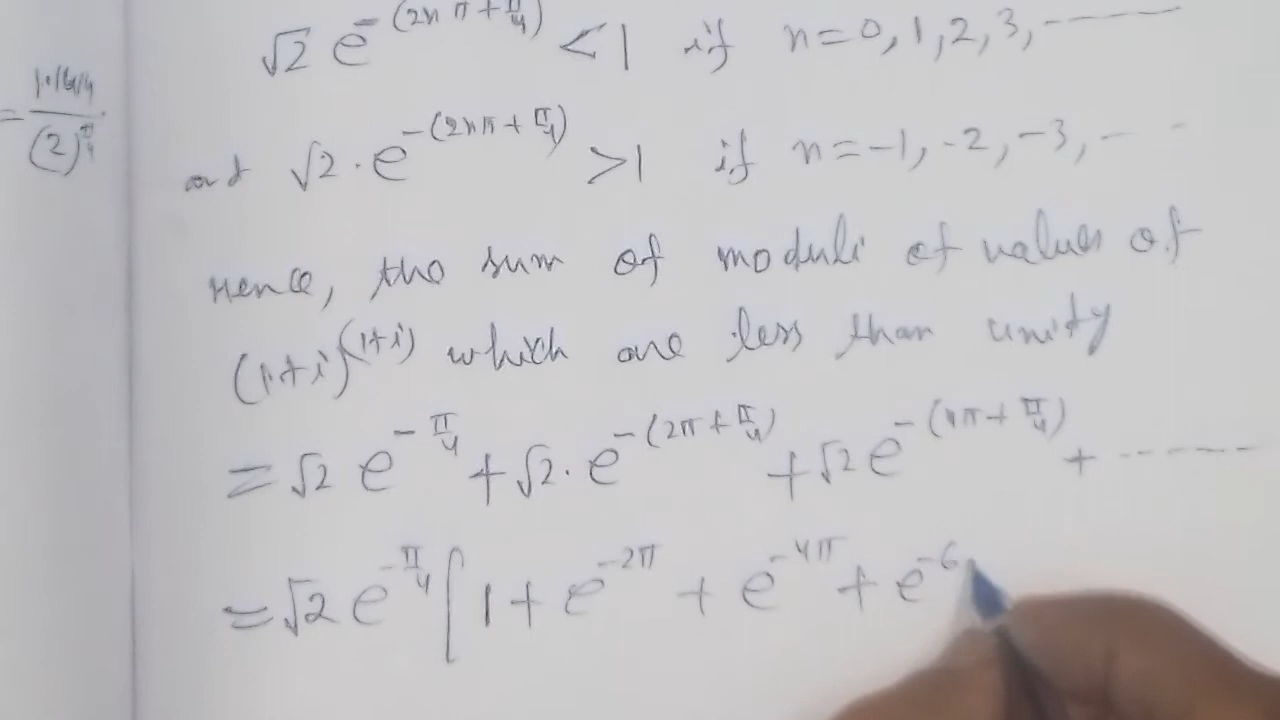 √2 e^-(2nπ + π/4) < 1 if n = 0, 1, 2, 3, -----
= /(2)^π/4
and √2 · e^-(2nπ + π/4) > 1 if n = -1, -2, -3, - -
Hence, the sum of moduli of values of
(1+i)^(1+i) which are less than unity
= √2 e^-π/4 + √2 · e^-(2π + π/4) + √2 e^-(4π + π/4) + ------
= √2 e^-π/4 [1 + e^-2π + e^-4π + e^-6